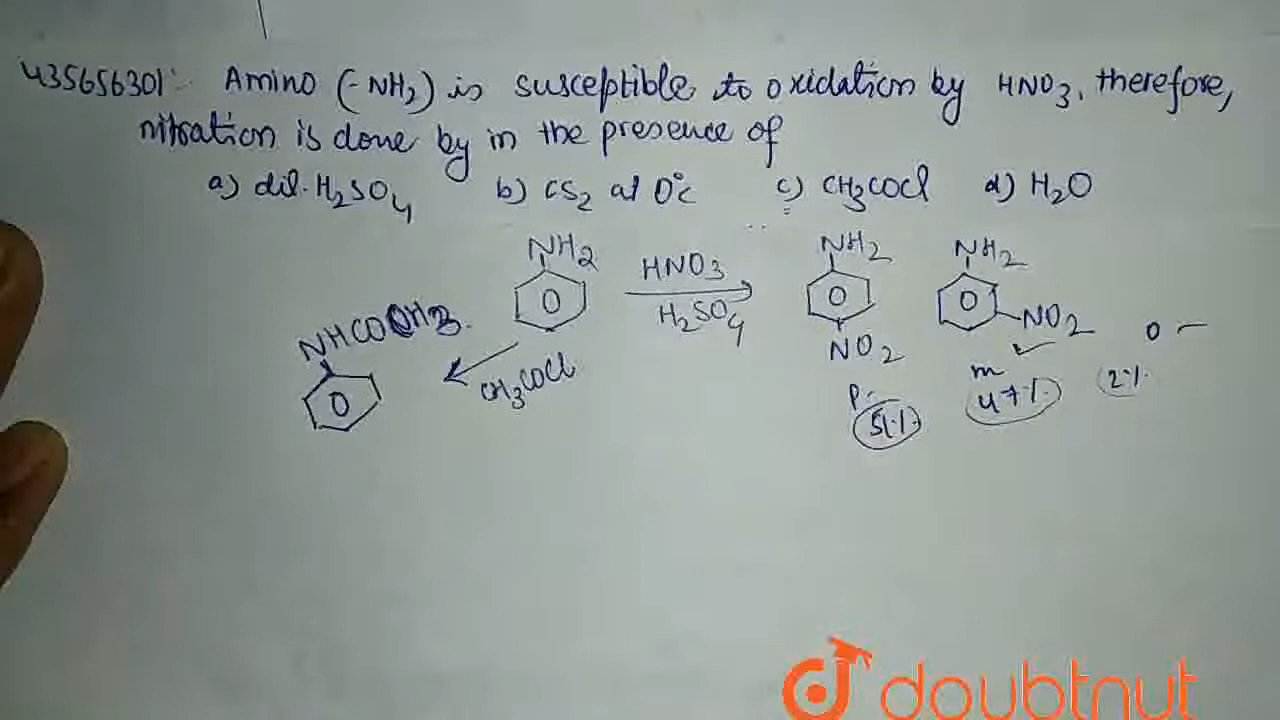 435656301:- Amino (-NH2) is susceptible to oxidation by HNO3, therefore,
nitration is done by in the presence of
a) dil. H2SO4 b) CS2 at 0°C c) CH3COCl d) H2O
NH2 HNO3 H2SO4 NH2 NO2 NH2 NO2 o -
NHCOCH3. CH3COCl
p. m
51% 47% 2%
doubtnut